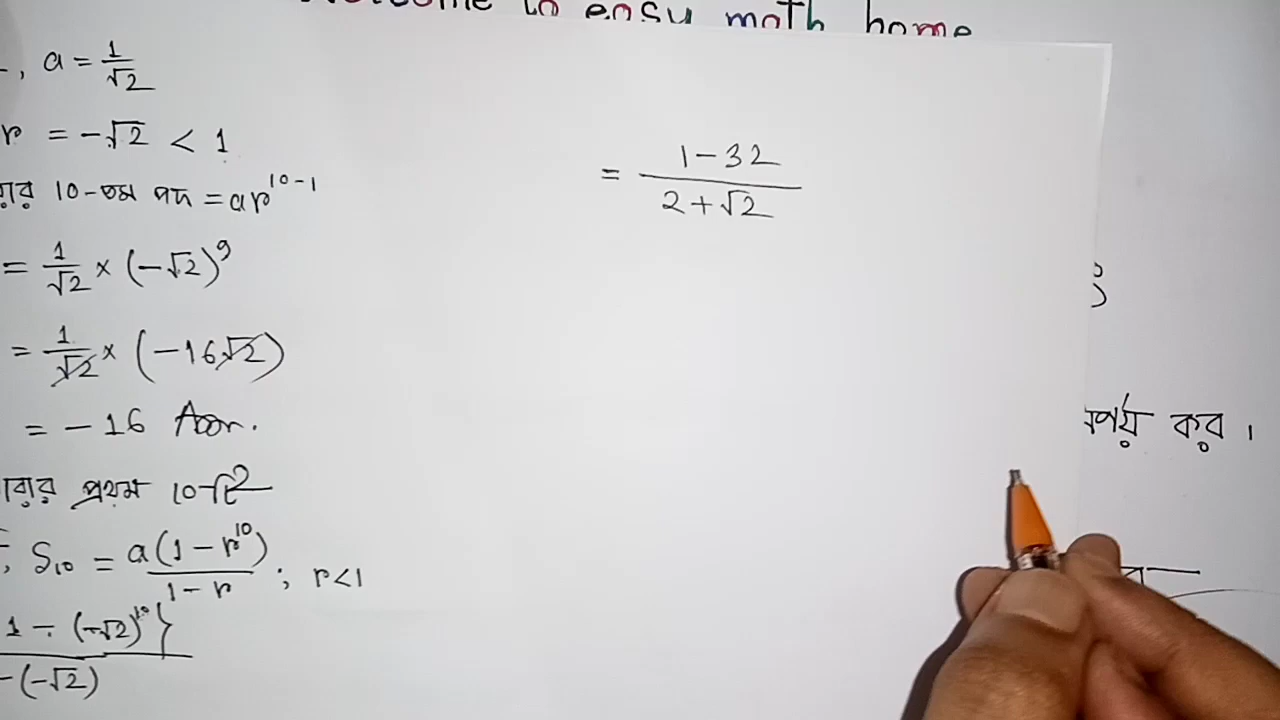 to easy math home
, a = 1/√2
r = -√2 < 1
10-তম পদ = ar^10-1
= 1/√2 × (-√2)^9
= 1/√2 × (-16√2)
= -16 Ans.
প্রথম 10-টি
S10 = a(1-r^10)/1-r ; r<1
1 - (-√2)^10}
-(-√2)
= 1-32/2+√2
কর।